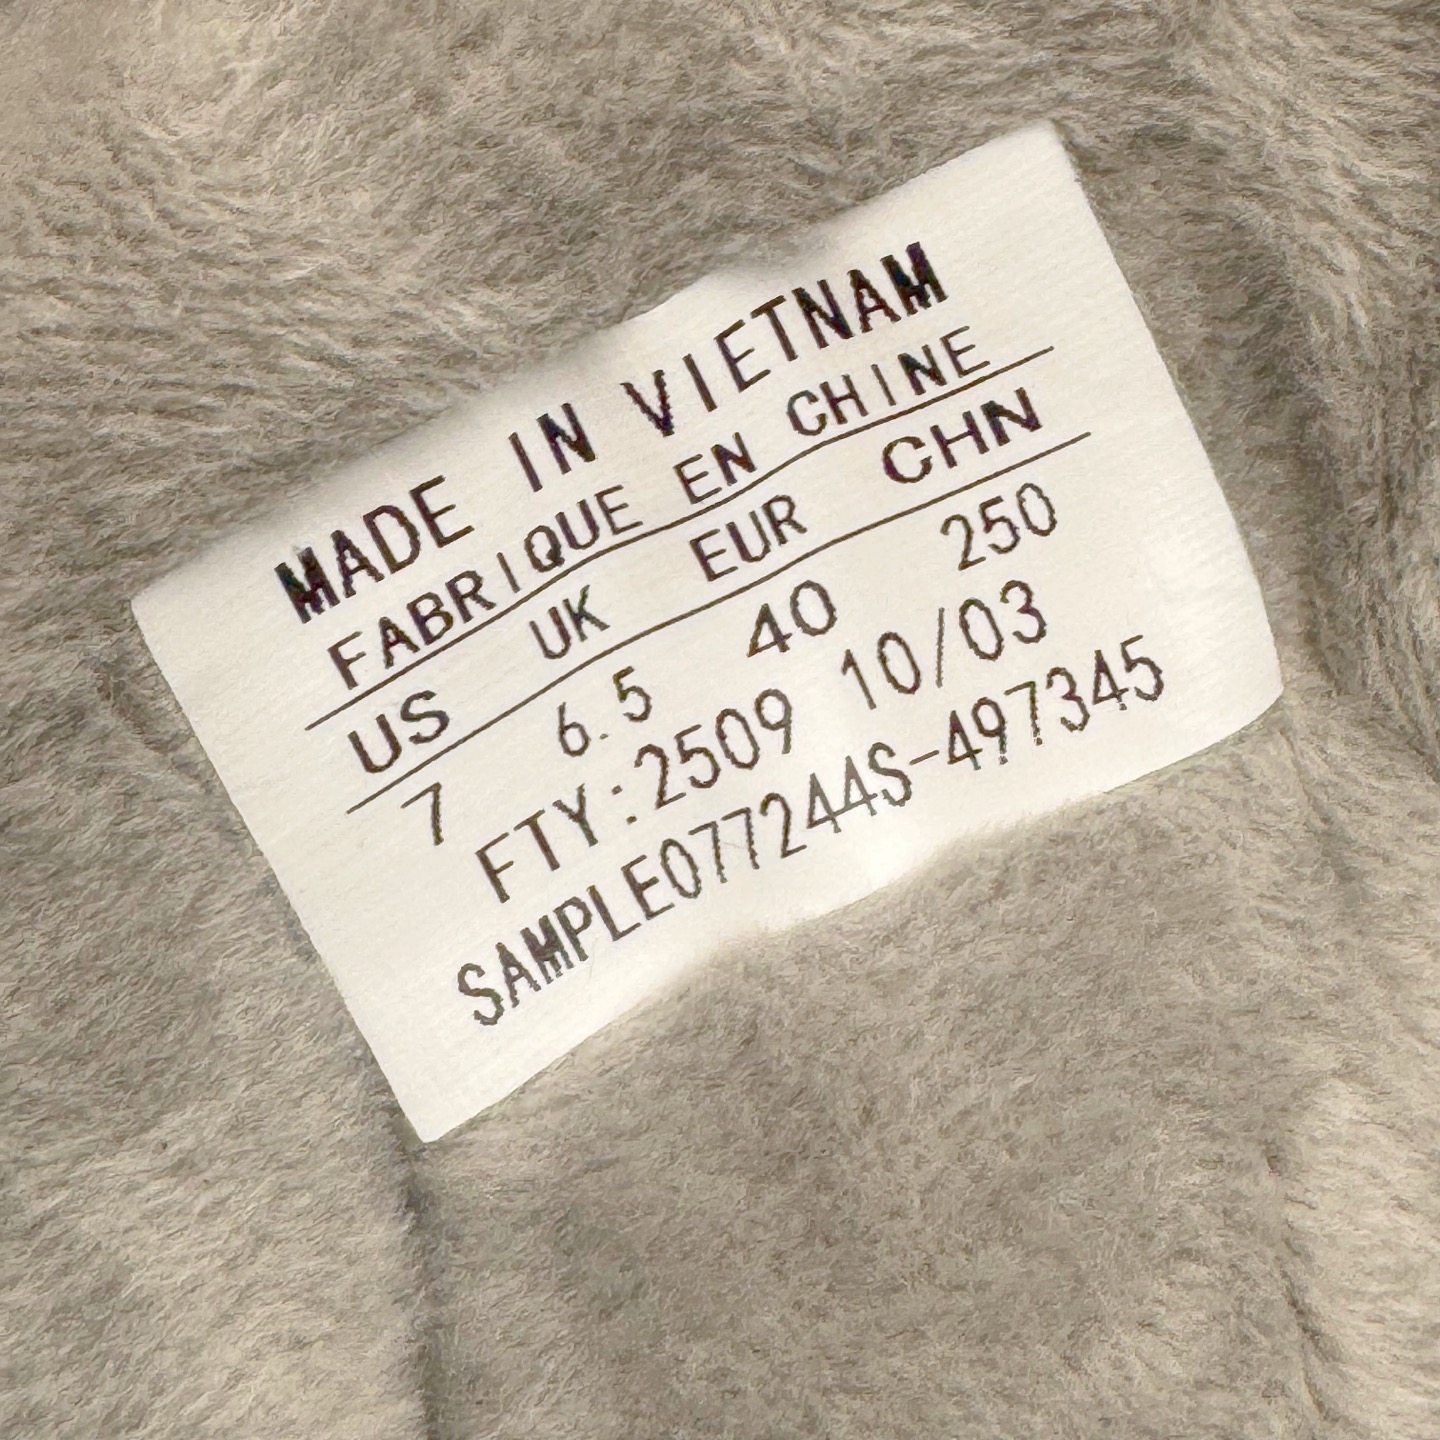 MADE IN VIETNAM
FABRIQUE EN CHINE
US UK EUR CHN
7 6.5 40 250
FTY:2509 10/03
SAMPLE077244S-497345